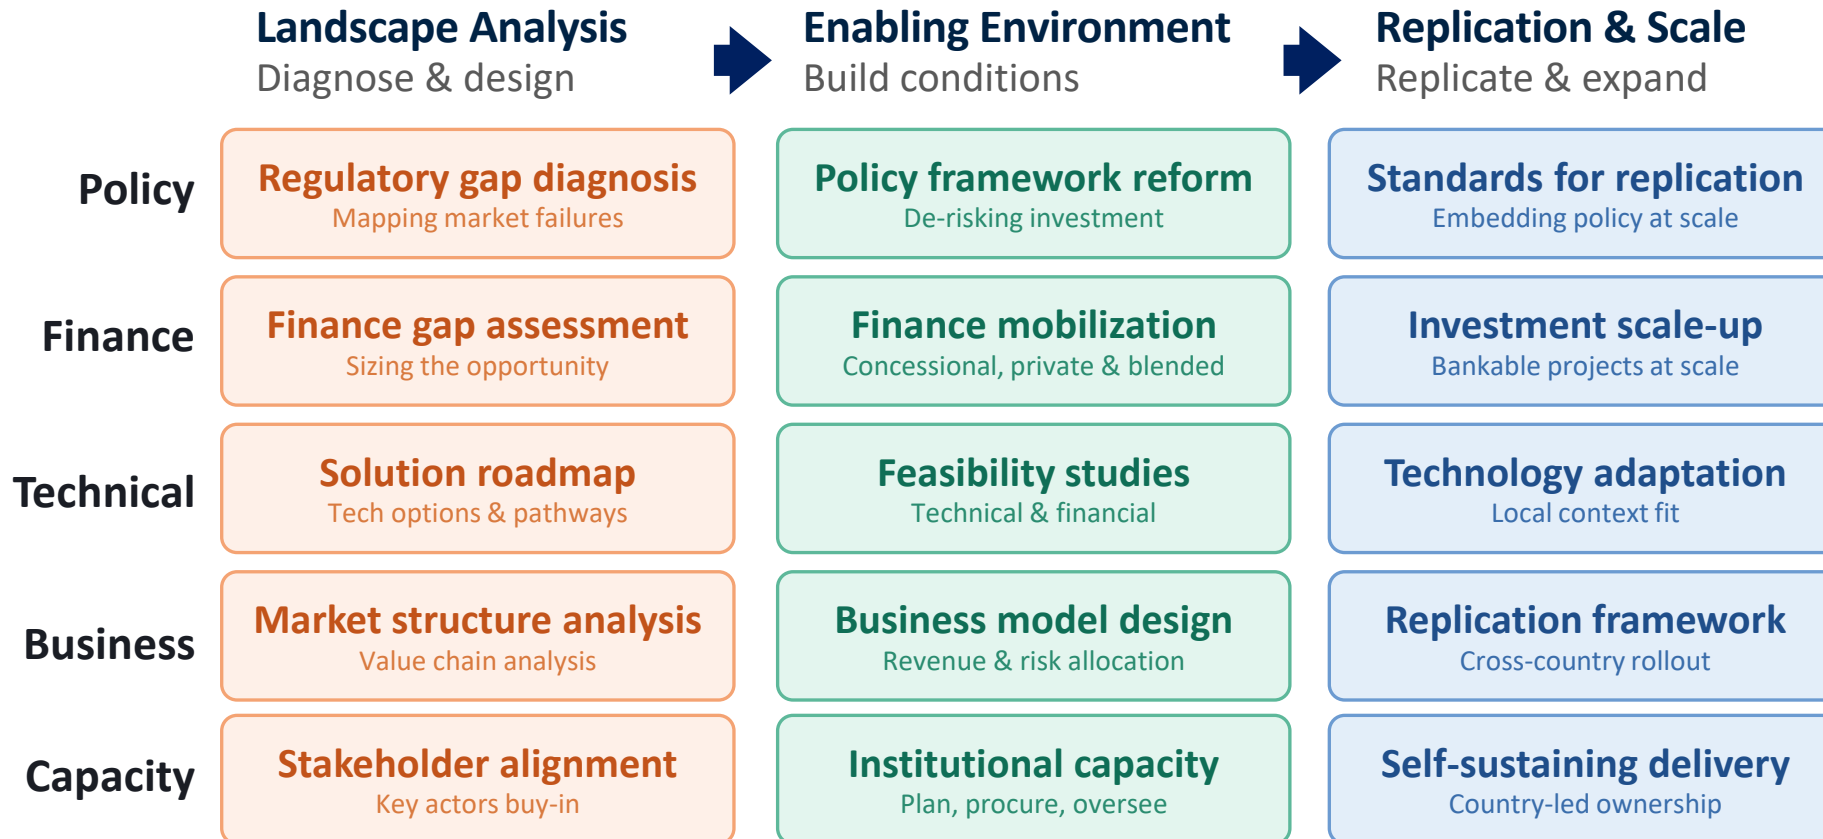 Landscape Analysis
Diagnose & design
Enabling Environment
Build conditions
Replication & Scale
Replicate & expand
Policy
Regulatory gap diagnosis
Mapping market failures
Policy framework reform
De-risking investment
Standards for replication
Embedding policy at scale
Finance
Finance gap assessment
Sizing the opportunity
Finance mobilization
Concessional, private & blended
Investment scale-up
Bankable projects at scale
Technical
Solution roadmap
Tech options & pathways
Feasibility studies
Technical & financial
Technology adaptation
Local context fit
Business
Market structure analysis
Value chain analysis
Business model design
Revenue & risk allocation
Replication framework
Cross-country rollout
Capacity
Stakeholder alignment
Key actors buy-in
Institutional capacity
Plan, procure, oversee
Self-sustaining delivery
Country-led ownership